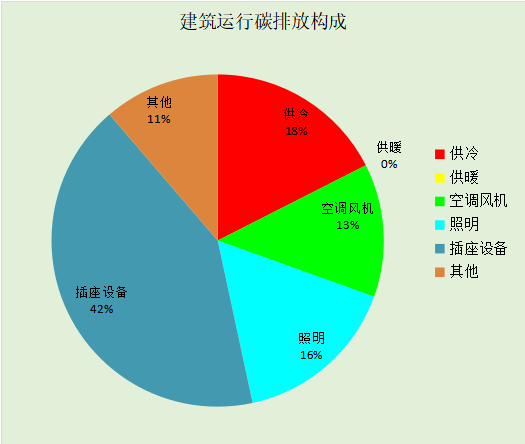 建筑运行碳排放构成
其他
11%
供冷
18%
供暖
0%
空调风机
13%
照明
16%
插座设备
42%
供冷
供暖
空调风机
照明
插座设备
其他